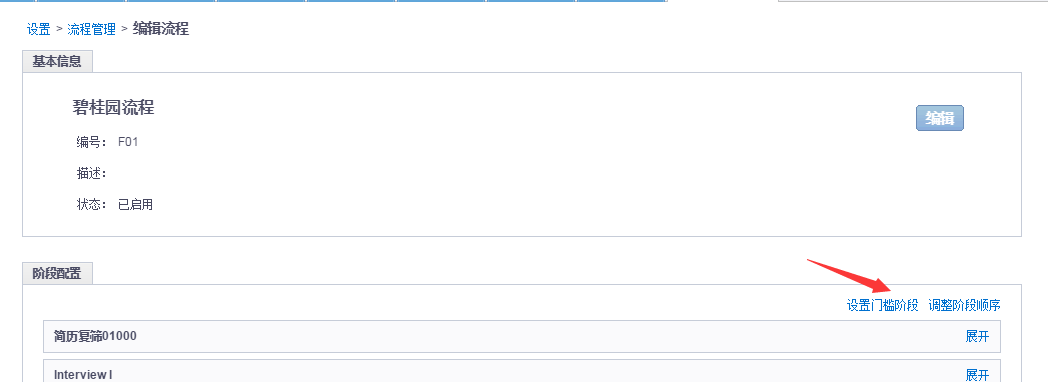 设置 > 流程管理 > 编辑流程
基本信息
碧桂园流程
编辑
编号： F01
描述：
状态： 已启用
阶段配置
设置门槛阶段 调整阶段顺序
简历复筛01000 展开
Interview I 展开